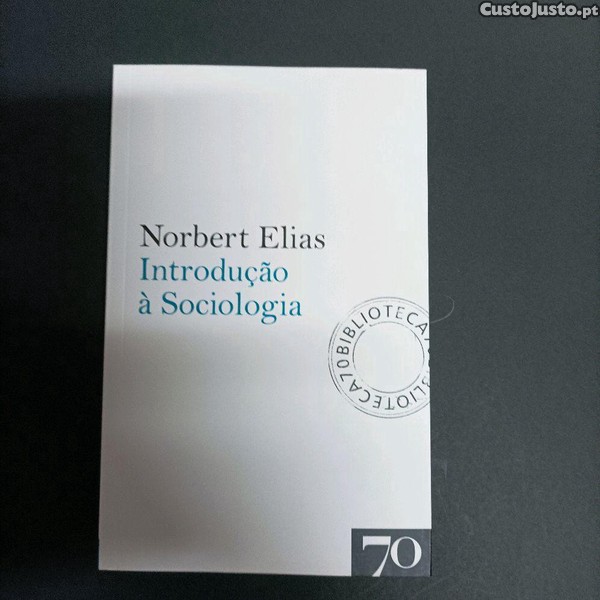 CustoJusto.pt
Norbert Elias
Introdução
à Sociologia
BIBLIOTECA70BIBLIOTECA70
70